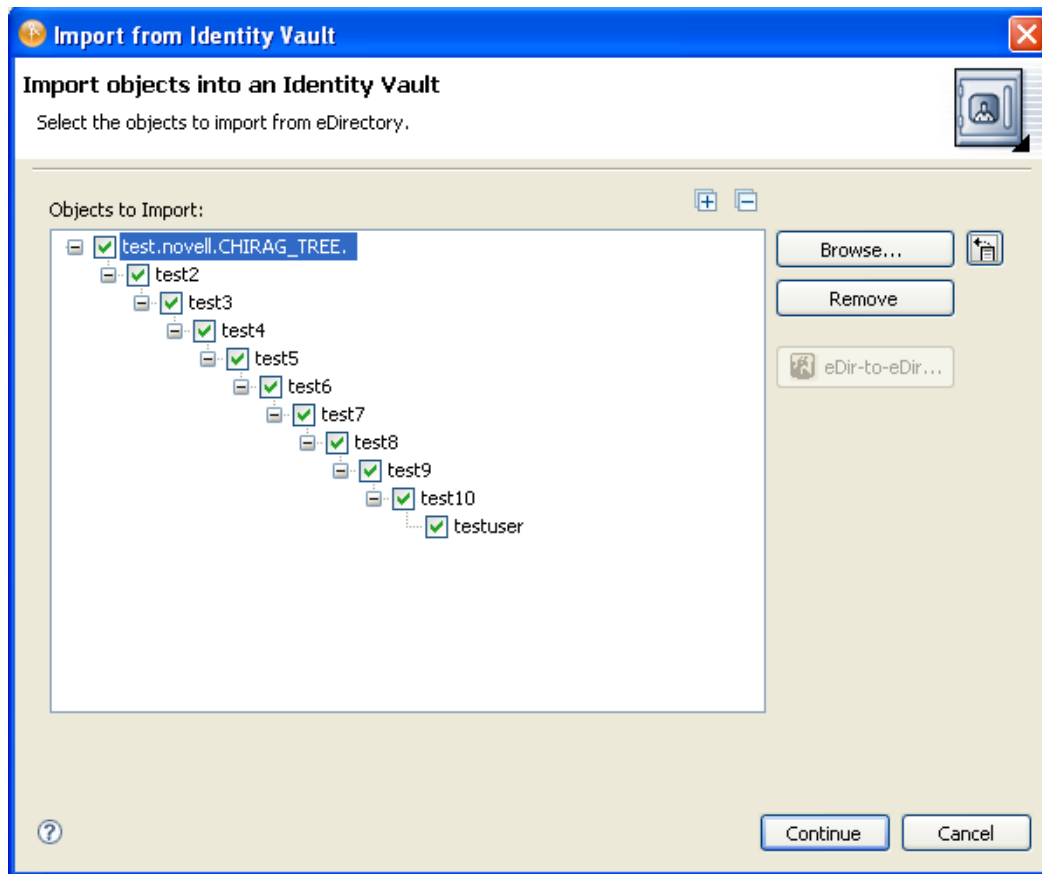 Import from Identity Vault
Import objects into an Identity Vault
Select the objects to import from eDirectory.
Objects to Import:
test.novell.CHIRAG_TREE.
Browse...
test2
test3
Remove
test4
test5
eDir-to-eDir...
test6
test7
test8
test9
test10
testuser
Continue
Cancel